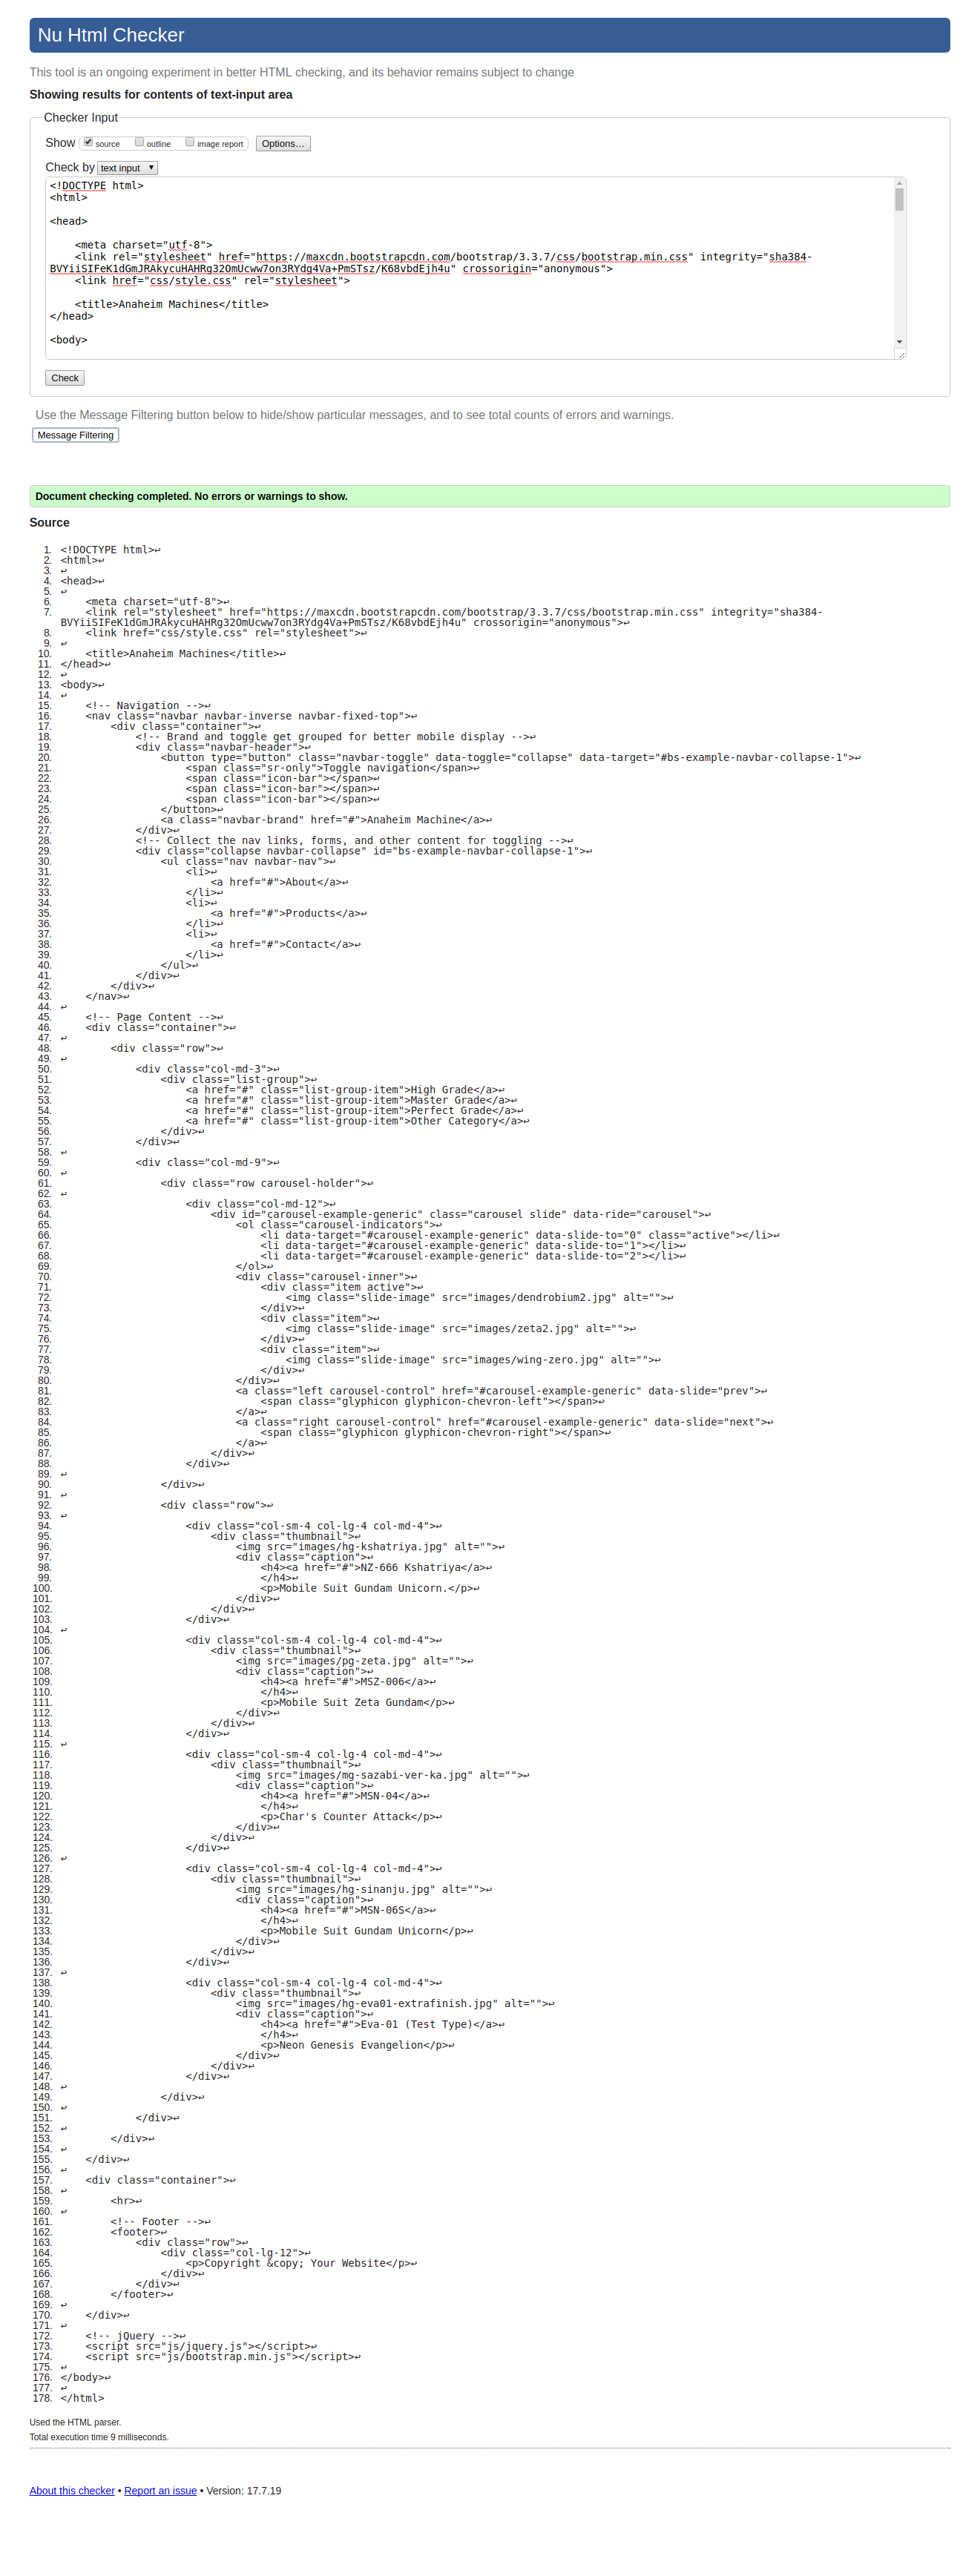 Nu Html Checker
This tool is an ongoing experiment in better HTML checking, and its behavior remains subject to change
Showing results for contents of text-input area
Checker Input
Show source outline image report Options…
Check by text input ▼
<!DOCTYPE html>
<html>
<head>
    <meta charset="utf-8">
    <link rel="stylesheet" href="https://maxcdn.bootstrapcdn.com/bootstrap/3.3.7/css/bootstrap.min.css" integrity="sha384-
BVYiiSIFeK1dGmJRAkycuHAHRg32OmUcww7on3RYdg4Va+PmSTsz/K68vbdEjh4u" crossorigin="anonymous">
    <link href="css/style.css" rel="stylesheet">
    <title>Anaheim Machines</title>
</head>
<body>
Check
Use the Message Filtering button below to hide/show particular messages, and to see total counts of errors and warnings.
Message Filtering
Document checking completed. No errors or warnings to show.
Source
1. <!DOCTYPE html>↩
2. <html>↩
3. ↩
4. <head>↩
5. ↩
6.     <meta charset="utf-8">↩
7.     <link rel="stylesheet" href="https://maxcdn.bootstrapcdn.com/bootstrap/3.3.7/css/bootstrap.min.css" integrity="sha384-
BVYiiSIFeK1dGmJRAkycuHAHRg32OmUcww7on3RYdg4Va+PmSTsz/K68vbdEjh4u" crossorigin="anonymous">↩
8.     <link href="css/style.css" rel="stylesheet">↩
9. ↩
10.     <title>Anaheim Machines</title>↩
11. </head>↩
12. ↩
13. <body>↩
14. ↩
15.     <!-- Navigation -->↩
16.     <nav class="navbar navbar-inverse navbar-fixed-top">↩
17.         <div class="container">↩
18.             <!-- Brand and toggle get grouped for better mobile display -->↩
19.             <div class="navbar-header">↩
20.                 <button type="button" class="navbar-toggle" data-toggle="collapse" data-target="#bs-example-navbar-collapse-1">↩
21.                     <span class="sr-only">Toggle navigation</span>↩
22.                     <span class="icon-bar"></span>↩
23.                     <span class="icon-bar"></span>↩
24.                     <span class="icon-bar"></span>↩
25.                 </button>↩
26.                 <a class="navbar-brand" href="#">Anaheim Machine</a>↩
27.             </div>↩
28.             <!-- Collect the nav links, forms, and other content for toggling -->↩
29.             <div class="collapse navbar-collapse" id="bs-example-navbar-collapse-1">↩
30.                 <ul class="nav navbar-nav">↩
31.                     <li>↩
32.                         <a href="#">About</a>↩
33.                     </li>↩
34.                     <li>↩
35.                         <a href="#">Products</a>↩
36.                     </li>↩
37.                     <li>↩
38.                         <a href="#">Contact</a>↩
39.                     </li>↩
40.                 </ul>↩
41.             </div>↩
42.         </div>↩
43.     </nav>↩
44. ↩
45.     <!-- Page Content -->↩
46.     <div class="container">↩
47. ↩
48.         <div class="row">↩
49. ↩
50.             <div class="col-md-3">↩
51.                 <div class="list-group">↩
52.                     <a href="#" class="list-group-item">High Grade</a>↩
53.                     <a href="#" class="list-group-item">Master Grade</a>↩
54.                     <a href="#" class="list-group-item">Perfect Grade</a>↩
55.                     <a href="#" class="list-group-item">Other Category</a>↩
56.                 </div>↩
57.             </div>↩
58. ↩
59.             <div class="col-md-9">↩
60. ↩
61.                 <div class="row carousel-holder">↩
62. ↩
63.                     <div class="col-md-12">↩
64.                         <div id="carousel-example-generic" class="carousel slide" data-ride="carousel">↩
65.                             <ol class="carousel-indicators">↩
66.                                 <li data-target="#carousel-example-generic" data-slide-to="0" class="active"></li>↩
67.                                 <li data-target="#carousel-example-generic" data-slide-to="1"></li>↩
68.                                 <li data-target="#carousel-example-generic" data-slide-to="2"></li>↩
69.                             </ol>↩
70.                             <div class="carousel-inner">↩
71.                                 <div class="item active">↩
72.                                     <img class="slide-image" src="images/dendrobium2.jpg" alt="">↩
73.                                 </div>↩
74.                                 <div class="item">↩
75.                                     <img class="slide-image" src="images/zeta2.jpg" alt="">↩
76.                                 </div>↩
77.                                 <div class="item">↩
78.                                     <img class="slide-image" src="images/wing-zero.jpg" alt="">↩
79.                                 </div>↩
80.                             </div>↩
81.                             <a class="left carousel-control" href="#carousel-example-generic" data-slide="prev">↩
82.                                 <span class="glyphicon glyphicon-chevron-left"></span>↩
83.                             </a>↩
84.                             <a class="right carousel-control" href="#carousel-example-generic" data-slide="next">↩
85.                                 <span class="glyphicon glyphicon-chevron-right"></span>↩
86.                             </a>↩
87.                         </div>↩
88.                     </div>↩
89. ↩
90.                 </div>↩
91. ↩
92.                 <div class="row">↩
93. ↩
94.                     <div class="col-sm-4 col-lg-4 col-md-4">↩
95.                         <div class="thumbnail">↩
96.                             <img src="images/hg-kshatriya.jpg" alt="">↩
97.                             <div class="caption">↩
98.                                 <h4><a href="#">NZ-666 Kshatriya</a>↩
99.                                 </h4>↩
100.                                 <p>Mobile Suit Gundam Unicorn.</p>↩
101.                             </div>↩
102.                         </div>↩
103.                     </div>↩
104. ↩
105.                     <div class="col-sm-4 col-lg-4 col-md-4">↩
106.                         <div class="thumbnail">↩
107.                             <img src="images/pg-zeta.jpg" alt="">↩
108.                             <div class="caption">↩
109.                                 <h4><a href="#">MSZ-006</a>↩
110.                                 </h4>↩
111.                                 <p>Mobile Suit Zeta Gundam</p>↩
112.                             </div>↩
113.                         </div>↩
114.                     </div>↩
115. ↩
116.                     <div class="col-sm-4 col-lg-4 col-md-4">↩
117.                         <div class="thumbnail">↩
118.                             <img src="images/mg-sazabi-ver-ka.jpg" alt="">↩
119.                             <div class="caption">↩
120.                                 <h4><a href="#">MSN-04</a>↩
121.                                 </h4>↩
122.                                 <p>Char's Counter Attack</p>↩
123.                             </div>↩
124.                         </div>↩
125.                     </div>↩
126. ↩
127.                     <div class="col-sm-4 col-lg-4 col-md-4">↩
128.                         <div class="thumbnail">↩
129.                             <img src="images/hg-sinanju.jpg" alt="">↩
130.                             <div class="caption">↩
131.                                 <h4><a href="#">MSN-06S</a>↩
132.                                 </h4>↩
133.                                 <p>Mobile Suit Gundam Unicorn</p>↩
134.                             </div>↩
135.                         </div>↩
136.                     </div>↩
137. ↩
138.                     <div class="col-sm-4 col-lg-4 col-md-4">↩
139.                         <div class="thumbnail">↩
140.                             <img src="images/hg-eva01-extrafinish.jpg" alt="">↩
141.                             <div class="caption">↩
142.                                 <h4><a href="#">Eva-01 (Test Type)</a>↩
143.                                 </h4>↩
144.                                 <p>Neon Genesis Evangelion</p>↩
145.                             </div>↩
146.                         </div>↩
147.                     </div>↩
148. ↩
149.                 </div>↩
150. ↩
151.             </div>↩
152. ↩
153.         </div>↩
154. ↩
155.     </div>↩
156. ↩
157.     <div class="container">↩
158. ↩
159.         <hr>↩
160. ↩
161.         <!-- Footer -->↩
162.         <footer>↩
163.             <div class="row">↩
164.                 <div class="col-lg-12">↩
165.                     <p>Copyright &copy; Your Website</p>↩
166.                 </div>↩
167.             </div>↩
168.         </footer>↩
169. ↩
170.     </div>↩
171. ↩
172.     <!-- jQuery -->↩
173.     <script src="js/jquery.js"></script>↩
174.     <script src="js/bootstrap.min.js"></script>↩
175. ↩
176. </body>↩
177. ↩
178. </html>
Used the HTML parser.
Total execution time 9 milliseconds.
About this checker • Report an issue • Version: 17.7.19